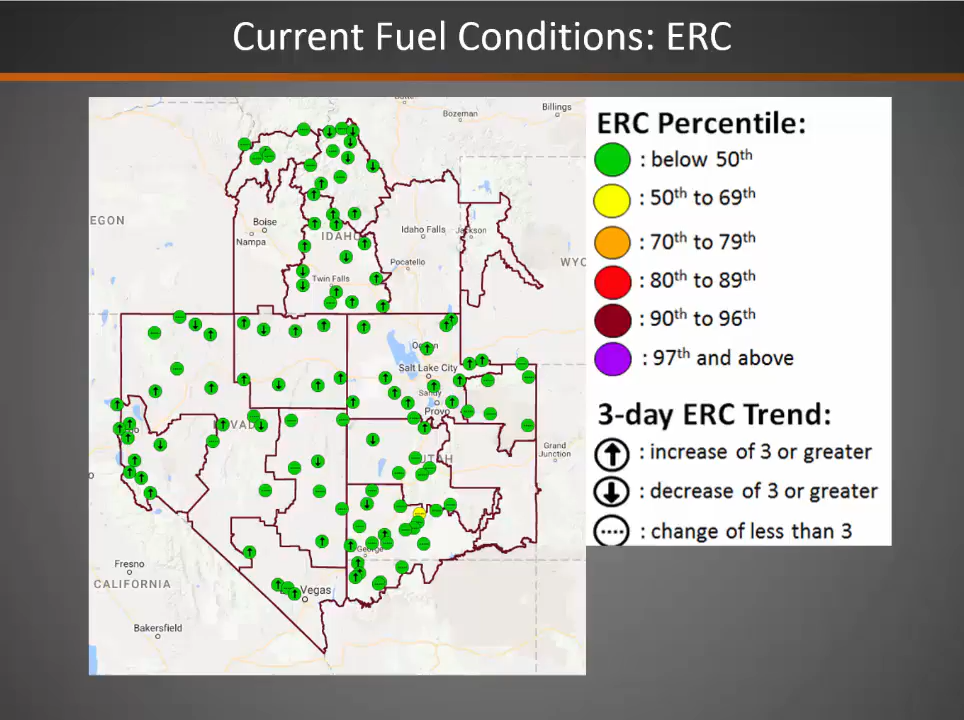 Current Fuel Conditions: ERC
Billings
Bozeman
EGON
Boise
Nampa
IDAHO
Idaho Falls
Jackson
Pocatello
WYO
Twin Falls
Salt Lake City
Sandy
Provo
NEVADA
UTAH
Grand
Junction
George
Fresno
CALIFORNIA
Vegas
Bakersfield
ERC Percentile:
: below 50th
: 50th to 69th
: 70th to 79th
: 80th to 89th
: 90th to 96th
: 97th and above
3-day ERC Trend:
: increase of 3 or greater
: decrease of 3 or greater
: change of less than 3